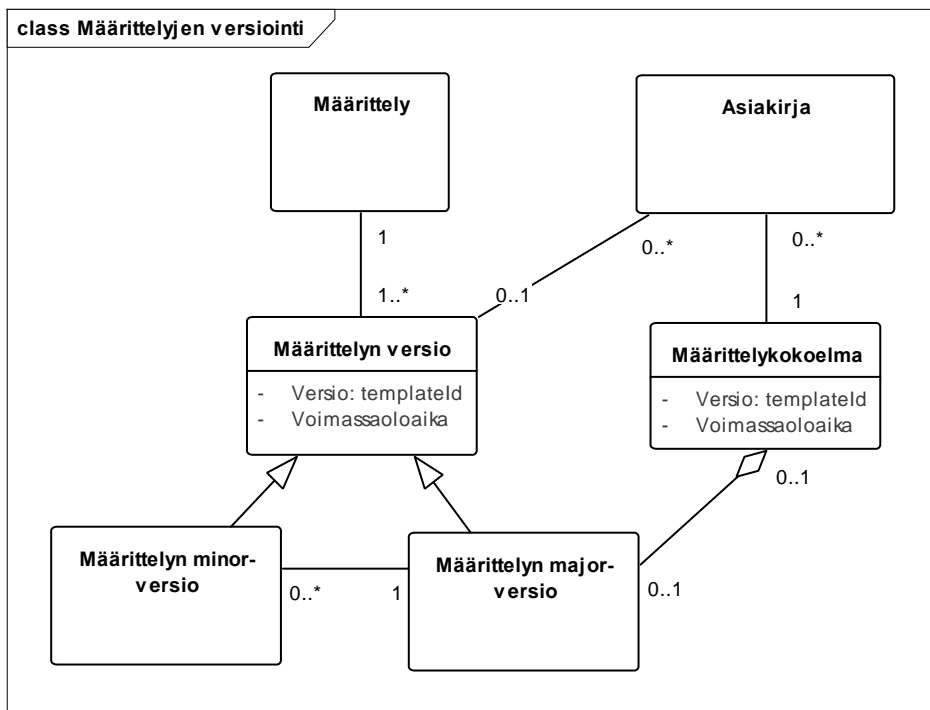 class Määrittelyjen versiointi
Määrittely
Asiakirja
1
0..*
0..*
1..*
0..1
1
Määrittelyn versio
- Versio: templateId
- Voimassaoloaika
Määrittelykokoelma
- Versio: templateId
- Voimassaoloaika
0..1
Määrittelyn minor-
versio
Määrittelyn major-
versio
0..*
1
0..1